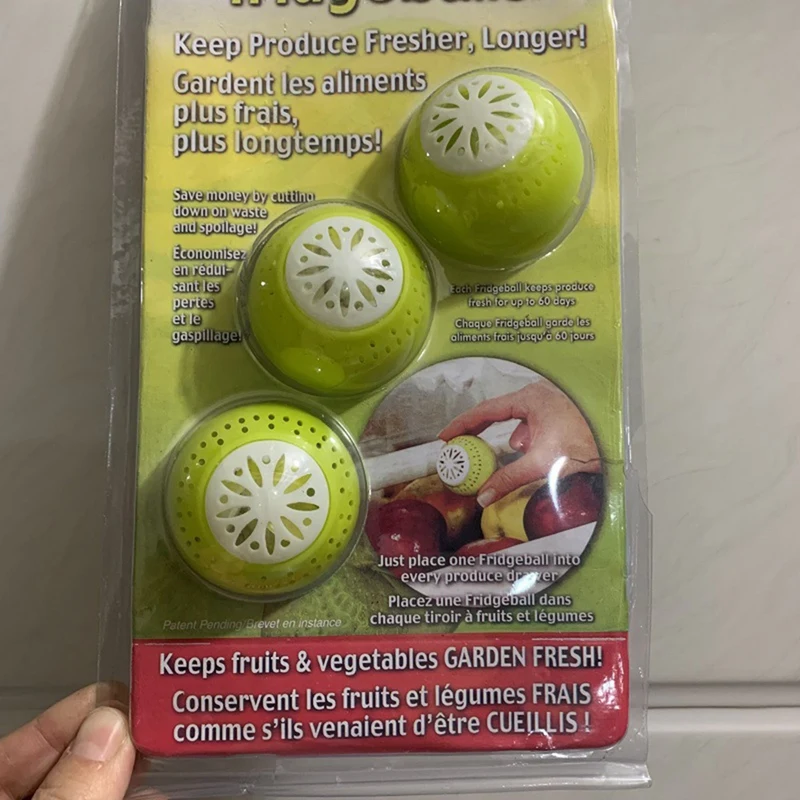 fridgeballs
Keep Produce Fresher, Longer!
Gardent les aliments
plus frais,
plus longtemps!
Save money by cutting
down on waste
and spoilage!
Économisez
en rédui-
sant les
pertes
et le
gaspillage!
Each Fridgeball keeps produce
fresh for up to 60 days
Chaque Fridgeball garde les
aliments frais jusqu'à 60 jours
Just place one Fridgeball into
every produce drawer
Placez une Fridgeball dans
chaque tiroir à fruits et légumes
Patent Pending/Brevet en instance
Keeps fruits & vegetables GARDEN FRESH!
Conservent les fruits et légumes FRAIS
comme s'ils venaient d'être CUEILLIS !